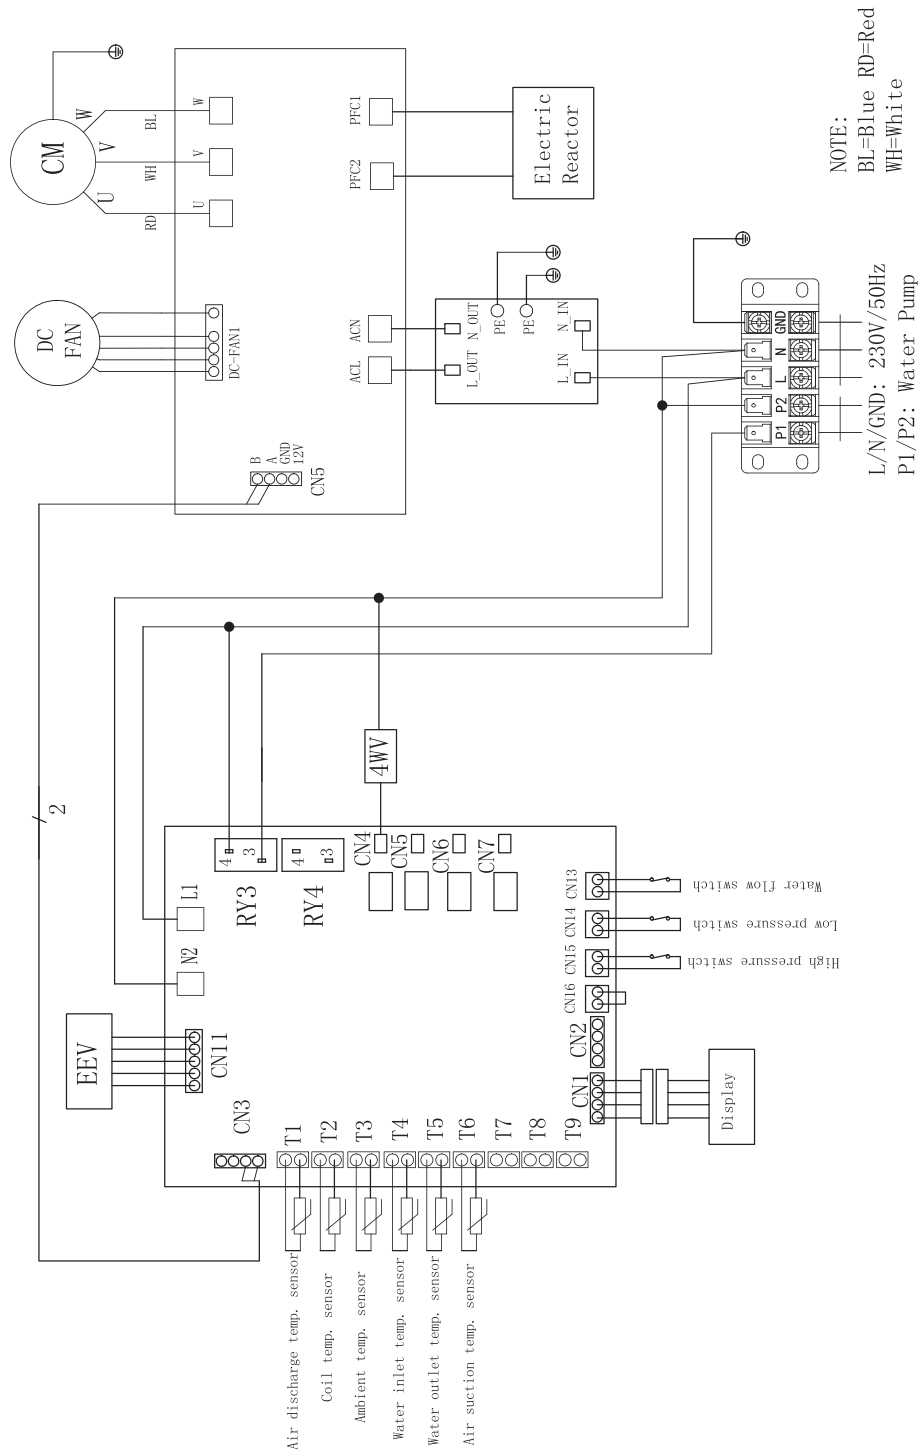 CM
W
V
U
BL
WH
RD
W
V
U
PFC1
PFC2
Electric
Reactor
DC
FAN
DC-FAN1
ACN
ACL
N_OUT
L_OUT
PE
PE
N_IN
L_IN
B
A
GND
12V
CN5
GND
N
L
P2
P1
NOTE:
BL=Blue RD=Red
WH=White
L/N/GND: 230V/50Hz
P1/P2: Water Pump
2
4WV
L1
N2
4
3
RY3
4
3
RY4
CN4
CN5
CN6
CN7
CN13
CN14
CN15
CN16
Water flow switch
Low pressure switch
High pressure switch
EEV
CN11
CN3
CN2
CN1
Display
T1
T2
T3
T4
T5
T6
T7
T8
T9
Air discharge temp. sensor
Coil temp. sensor
Ambient temp. sensor
Water inlet temp. sensor
Water outlet temp. sensor
Air suction temp. sensor